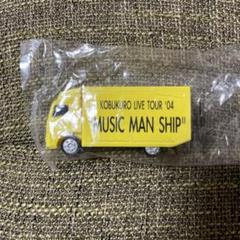 KOBUKURO LIVE TOUR '04
"MUSIC MAN SHIP"